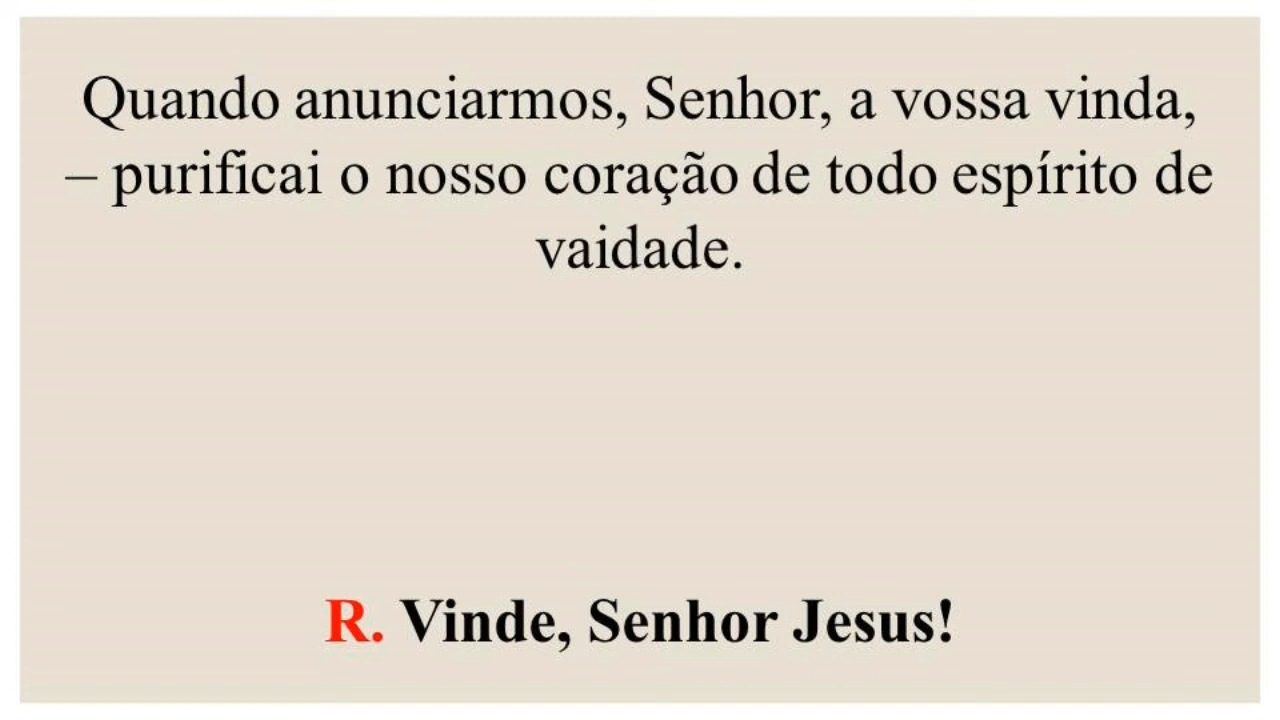 Quando anunciarmos, Senhor, a vossa vinda,
– purificai o nosso coração de todo espírito de
vaidade.
R. Vinde, Senhor Jesus!